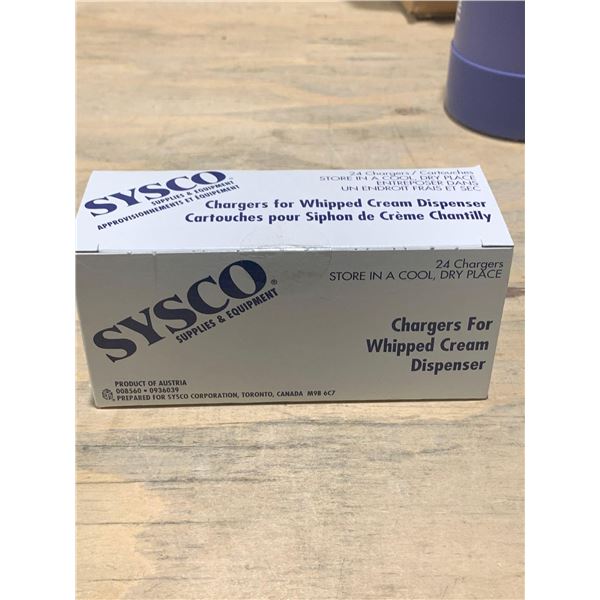 SYSCO®
SUPPLIES & EQUIPMENT
APPROVISIONNEMENTS ET EQUIPEMENT
24 Chargers / Cartouches
STORE IN A COOL, DRY PLACE
ENTREPOSER DANS
UN ENDROIT FRAIS ET SEC
Chargers for Whipped Cream Dispenser
Cartouches pour Siphon de Crème Chantilly
SYSCO®
SUPPLIES & EQUIPMENT
24 Chargers
STORE IN A COOL, DRY PLACE
Chargers For
Whipped Cream
Dispenser
PRODUCT OF AUSTRIA
008560 • 0936039
PREPARED FOR SYSCO CORPORATION, TORONTO, CANADA M9B 6C7